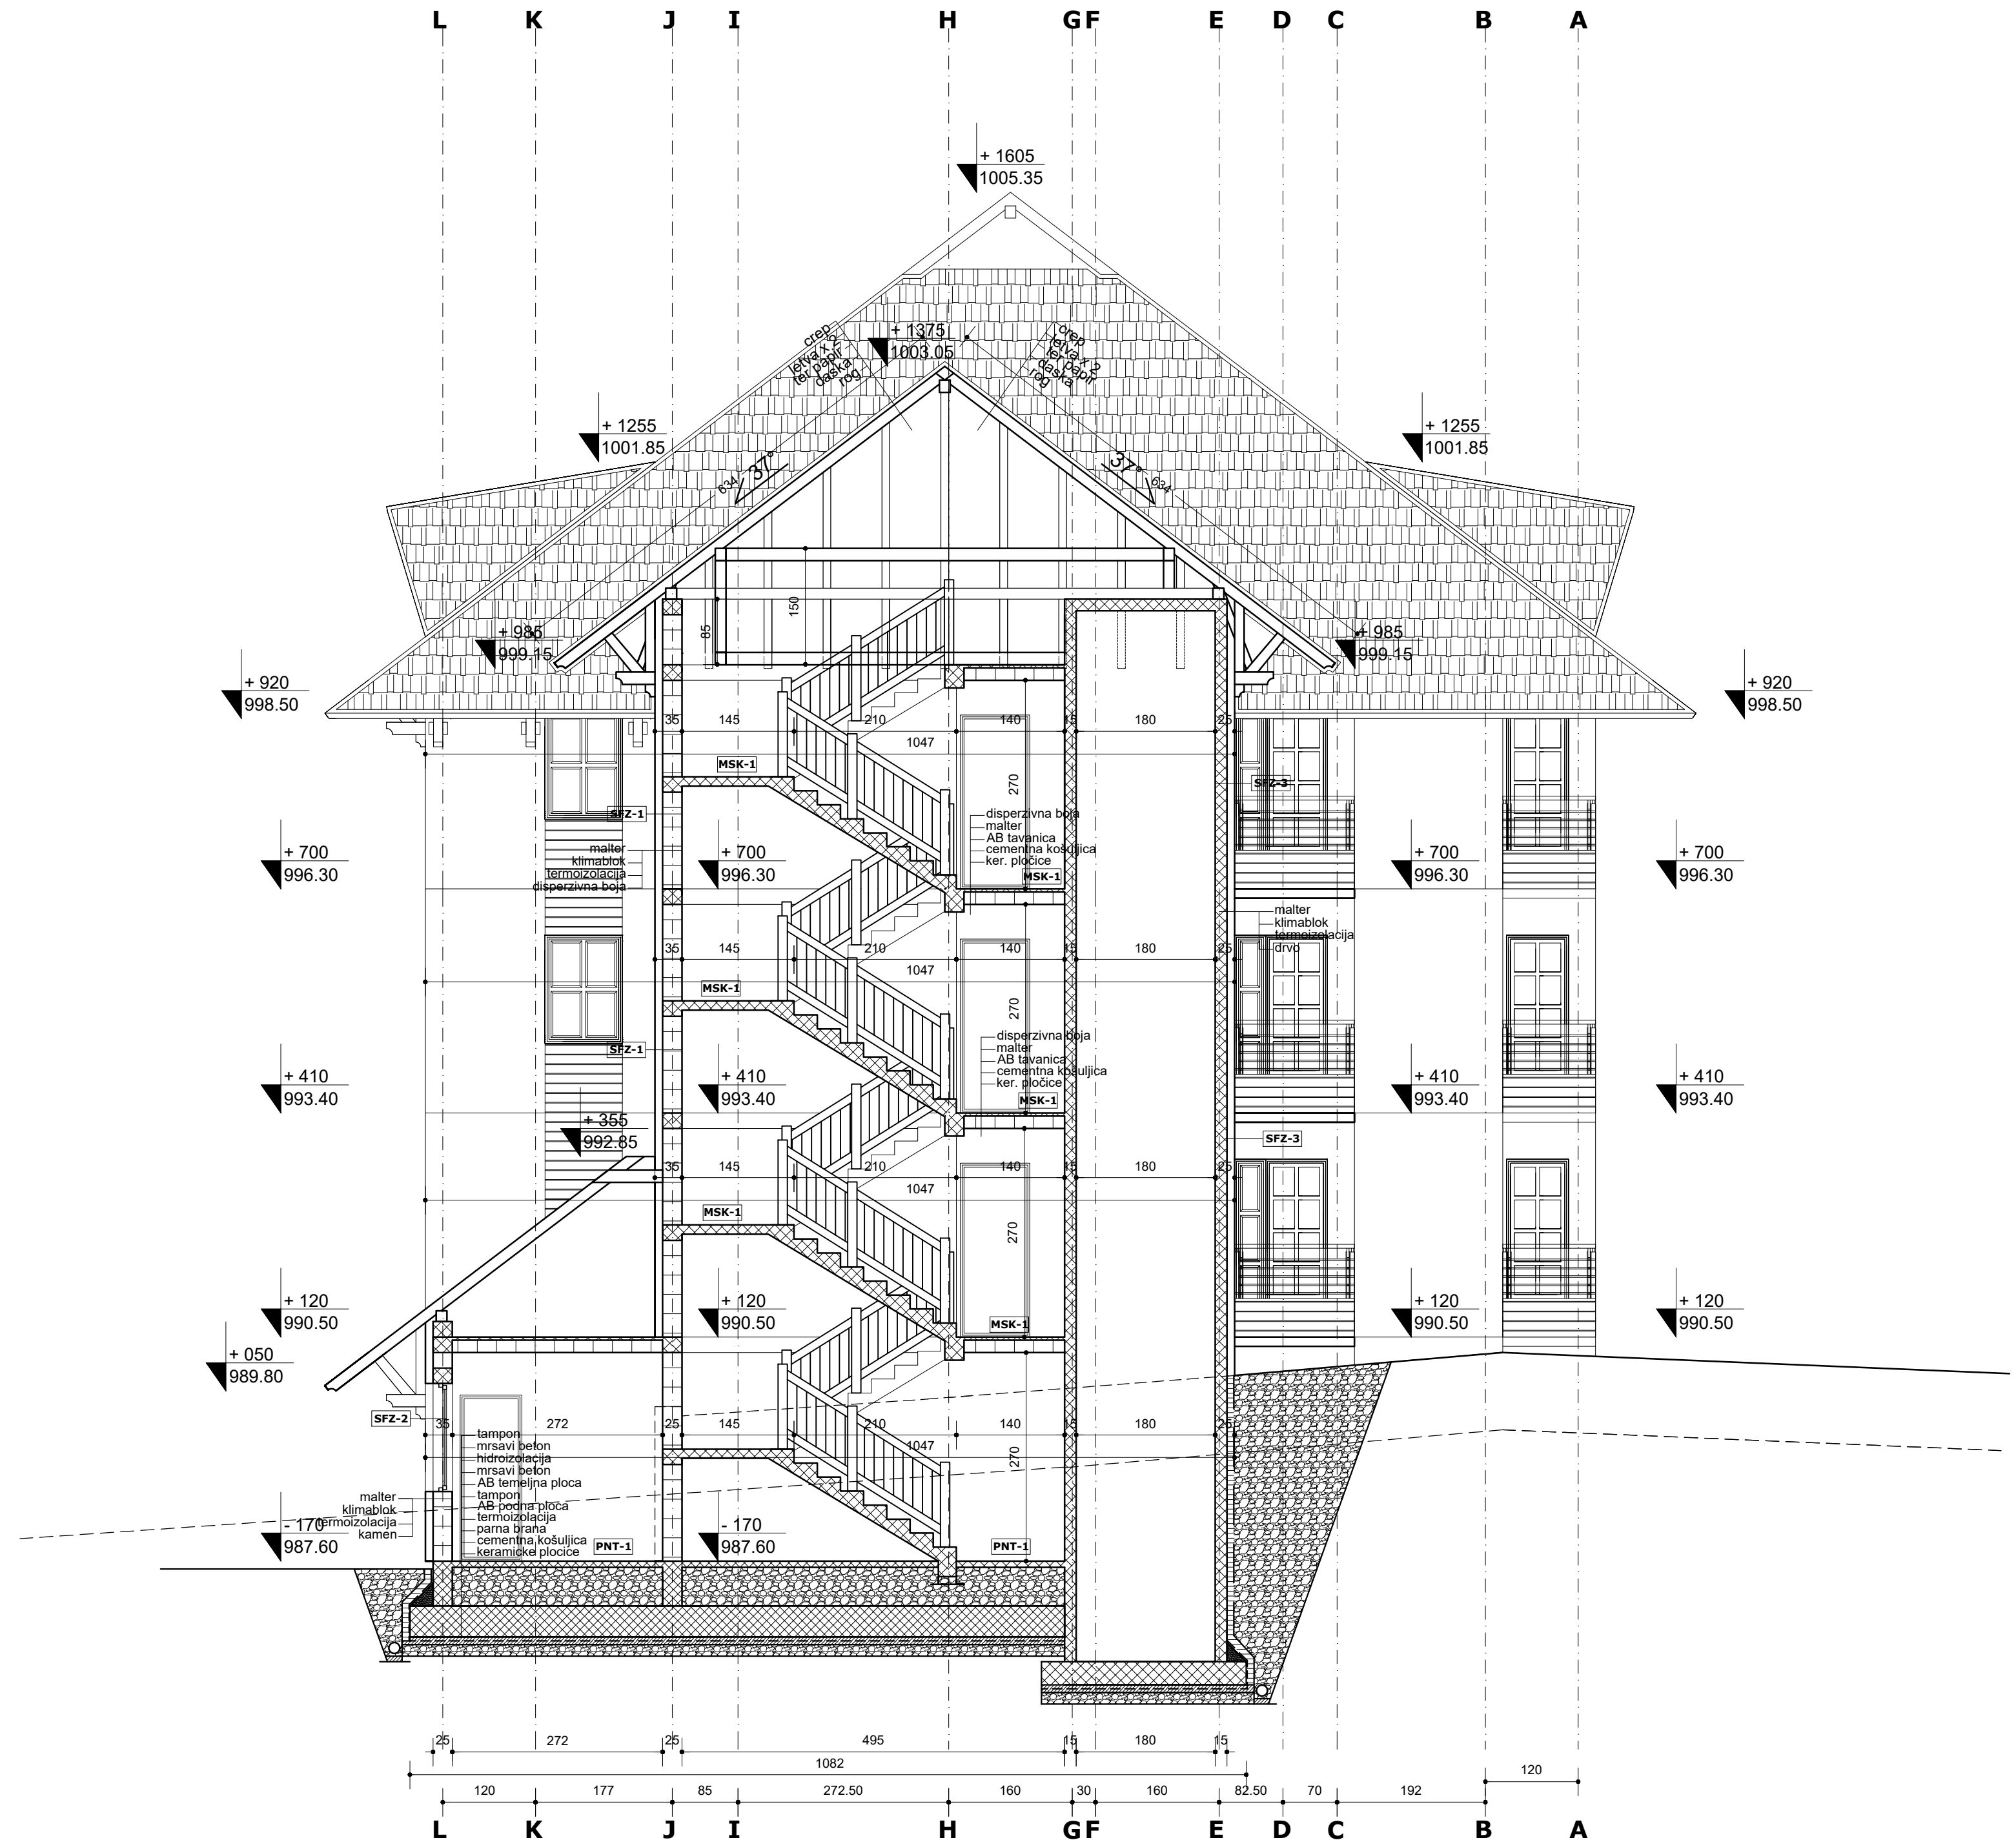 L K J I H G F E D C B A
+ 1605
1005.35
+ 1375
1003.05
crep
letva x 2
ter papir
daska
rog
crep
letva x 2
ter papir
daska
rog
+ 1255
1001.85
+ 1255
1001.85
37°
634
37°
634
150
85
+ 985
999.15
+ 985
999.15
+ 920
998.50
+ 920
998.50
35 145 210 140 15 180 25
1047
MSK-1
270
SFZ-3
SFZ-1
disperzivna boja
malter
AB tavanica
cementna košuljica
ker. pločice
MSK-1
malter
klimablok
termoizolacija
disperzivna boja
+ 700
996.30
+ 700
996.30
+ 700
996.30
+ 700
996.30
malter
klimablok
termoizolacija
drvo
35 145 210 140 15 180 25
1047
MSK-1
270
SFZ-1
disperzivna boja
malter
AB tavanica
cementna košuljica
ker. pločice
MSK-1
+ 410
993.40
+ 410
993.40
+ 410
993.40
+ 410
993.40
+ 355
992.85
SFZ-3
35 145 210 140 15 180 25
1047
MSK-1
270
MSK-1
+ 120
990.50
+ 120
990.50
+ 120
990.50
+ 120
990.50
+ 050
989.80
SFZ-2
35 272 25 145 210 140 15 180 25
1047
270
tampon
mrsavi beton
hidroizolacija
mrsavi beton
AB temeljna ploca
tampon
AB podna ploca
termoizolacija
parna brana
cementna košuljica
keramicke plocice
malter
klimablok
termoizolacija
kamen
- 170
987.60
- 170
987.60
PNT-1
PNT-1
25 272 25 495 15 180 15
1082
120
120 177 85 272.50 160 30 160 82.50 70 192
L K J I H G F E D C B A